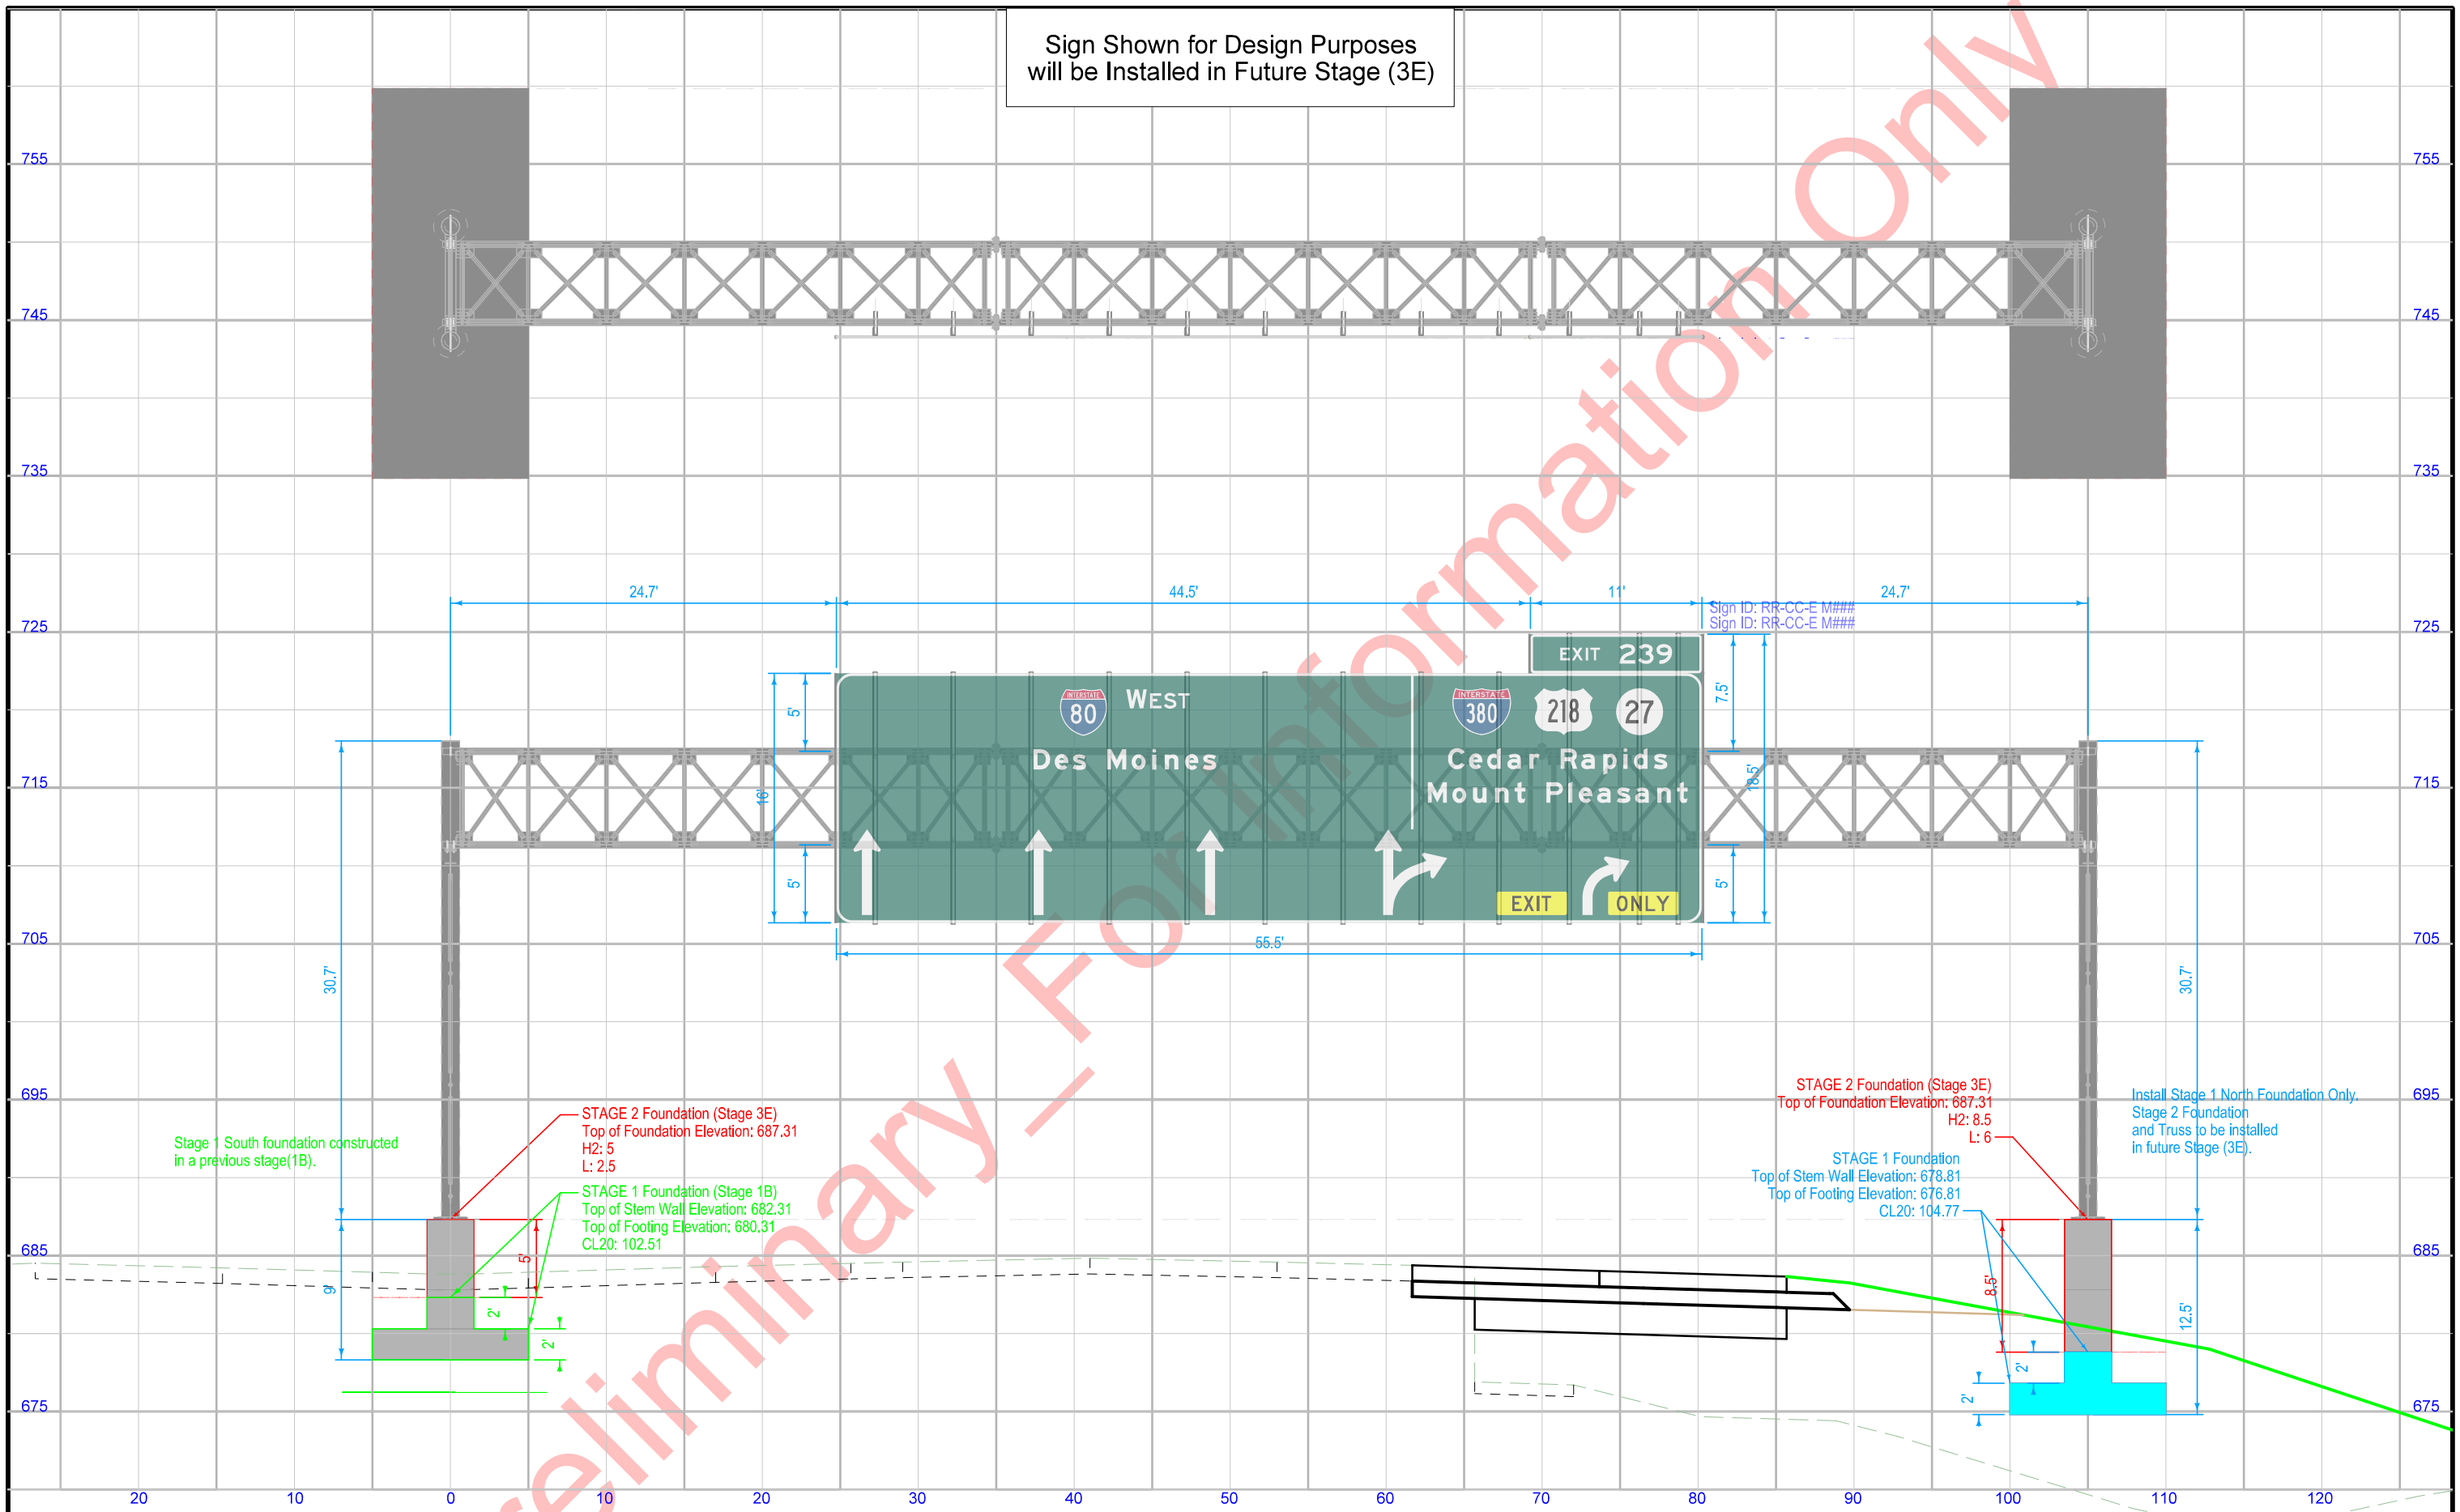 Sign Shown for Design Purposes
will be Installed in Future Stage (3E)
Preliminary_For Information Only
755
755
745
745
735
735
24.7'
44.5'
11'
24.7'
Sign ID: RR-CC-E M###
Sign ID: RR-CC-E M###
725
725
EXIT 239
5'
7.5'
INTERSTATE
80
WEST
INTERSTATE
380
218
27
Des Moines
Cedar Rapids
Mount Pleasant
16'
18.5'
715
715
5'
5'
EXIT
ONLY
705
705
55.5'
30.7'
30.7'
695
695
STAGE 2 Foundation (Stage 3E)
Top of Foundation Elevation: 687.31
H2: 5
L: 2.5
Stage 1 South foundation constructed
in a previous stage(1B).
STAGE 1 Foundation (Stage 1B)
Top of Stem Wall Elevation: 682.31
Top of Footing Elevation: 680.31
CL20: 102.51
STAGE 2 Foundation (Stage 3E)
Top of Foundation Elevation: 687.31
H2: 8.5
L: 6
Install Stage 1 North Foundation Only.
Stage 2 Foundation
and Truss to be installed
in future Stage (3E).
STAGE 1 Foundation
Top of Stem Wall Elevation: 678.81
Top of Footing Elevation: 676.81
CL20: 104.77
685
685
9'
5'
2'
2'
8.5'
12.5'
2'
2'
675
675
20
10
0
10
20
30
40
50
60
70
80
90
100
110
120